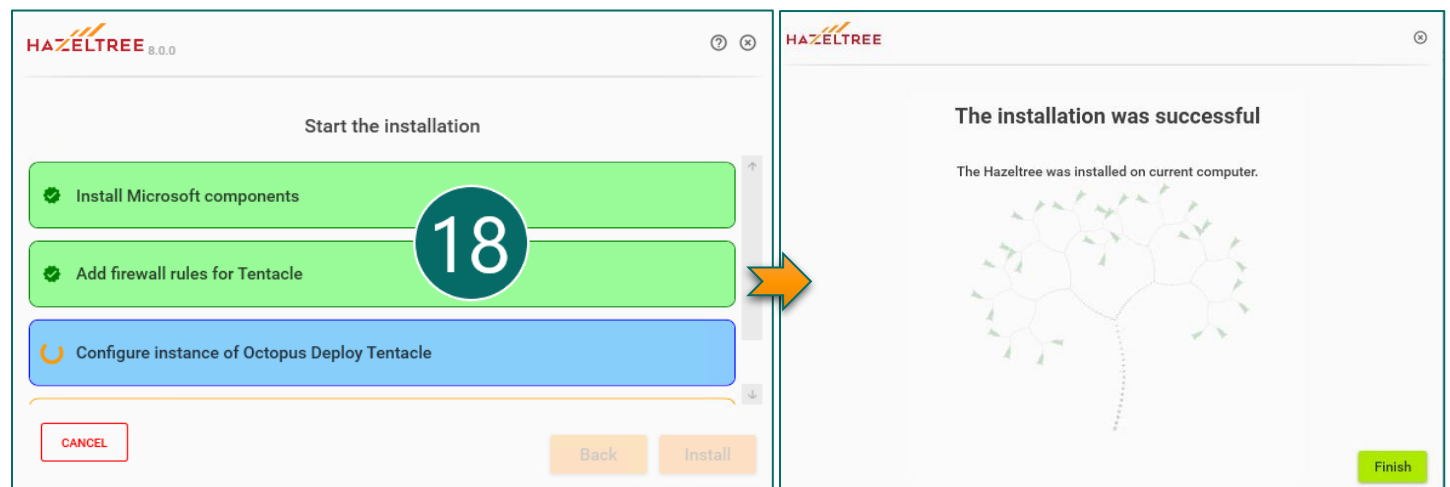 HAZELTREE 8.0.0
Start the installation
Install Microsoft components
Add firewall rules for Tentacle
18
Configure instance of Octopus Deploy Tentacle
CANCEL
Back
Install
HAZELTREE
The installation was successful
The Hazeltree was installed on current computer.
Finish